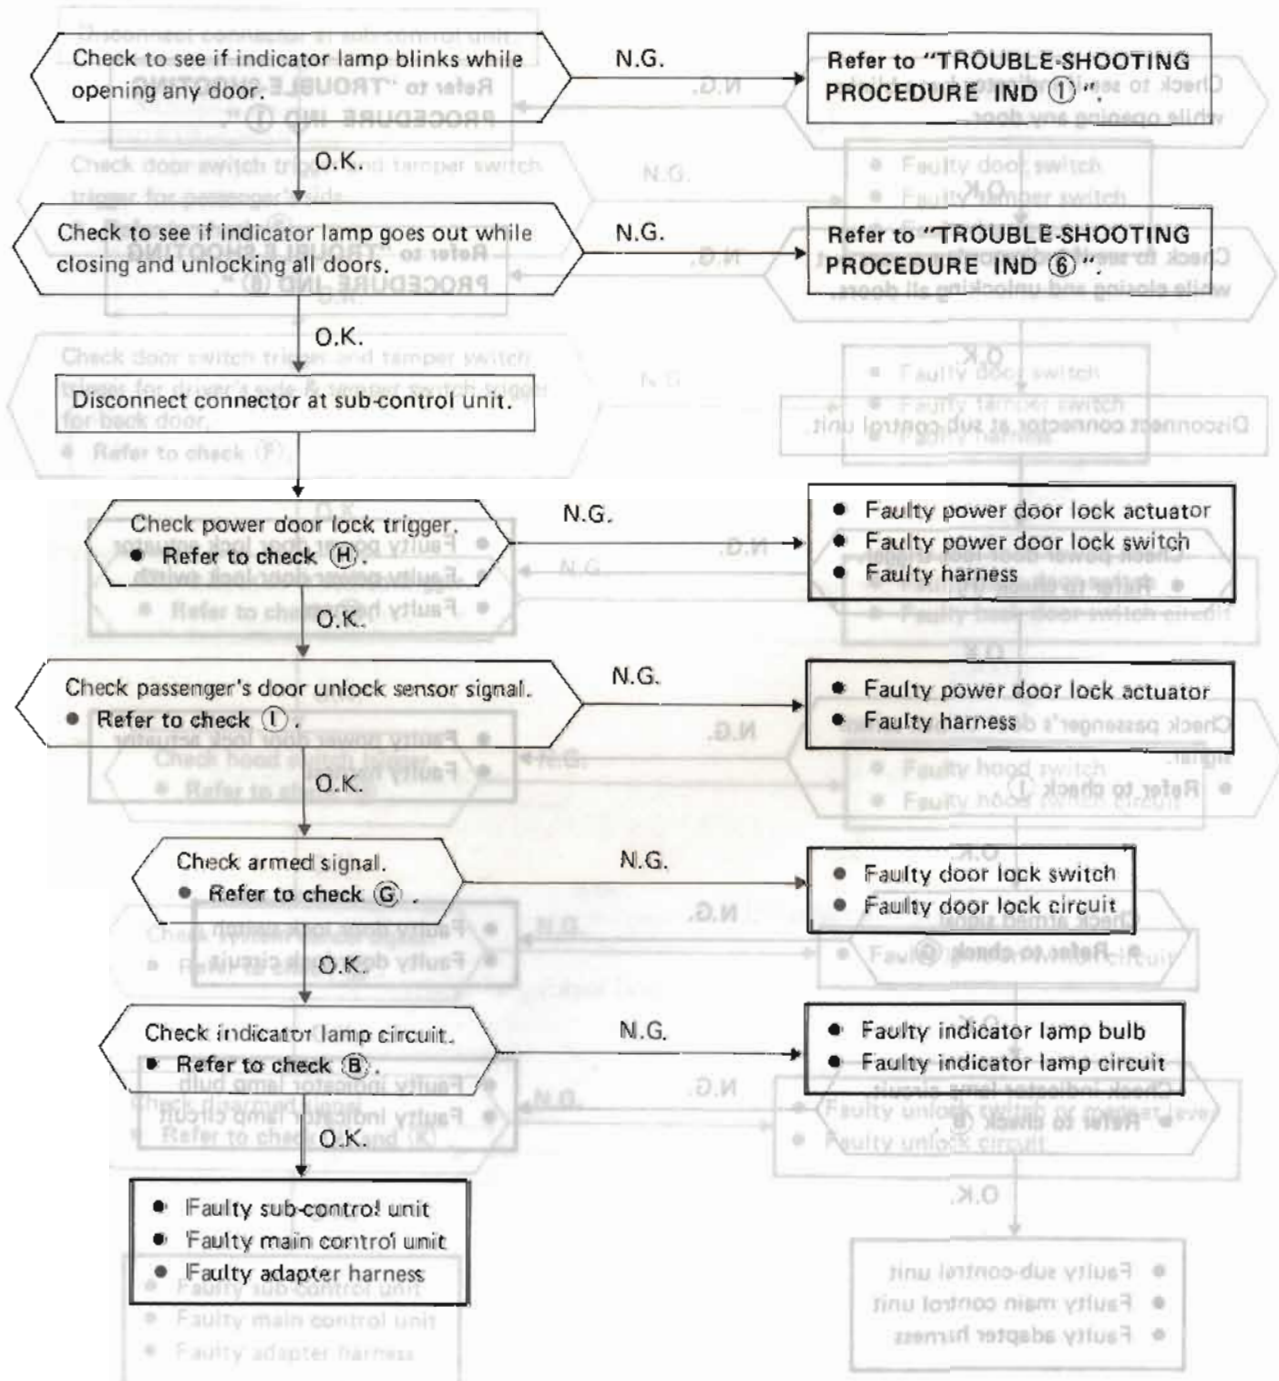 Check to see if indicator lamp blinks while
opening any door.
N.G.
Refer to "TROUBLE-SHOOTING
PROCEDURE IND ①".
O.K.
Check to see if indicator lamp goes out while
closing and unlocking all doors.
N.G.
Refer to "TROUBLE-SHOOTING
PROCEDURE IND ⑥".
O.K.
Disconnect connector at sub-control unit.
Check power door lock trigger.
● Refer to check Ⓗ.
N.G.
● Faulty power door lock actuator
● Faulty power door lock switch
● Faulty harness
O.K.
Check passenger's door unlock sensor signal.
● Refer to check Ⓘ.
N.G.
● Faulty power door lock actuator
● Faulty harness
O.K.
Check armed signal.
● Refer to check Ⓖ.
N.G.
● Faulty door lock switch
● Faulty door lock circuit
O.K.
Check indicator lamp circuit.
● Refer to check Ⓑ.
N.G.
● Faulty indicator lamp bulb
● Faulty indicator lamp circuit
O.K.
● Faulty sub-control unit
● Faulty main control unit
● Faulty adapter harness